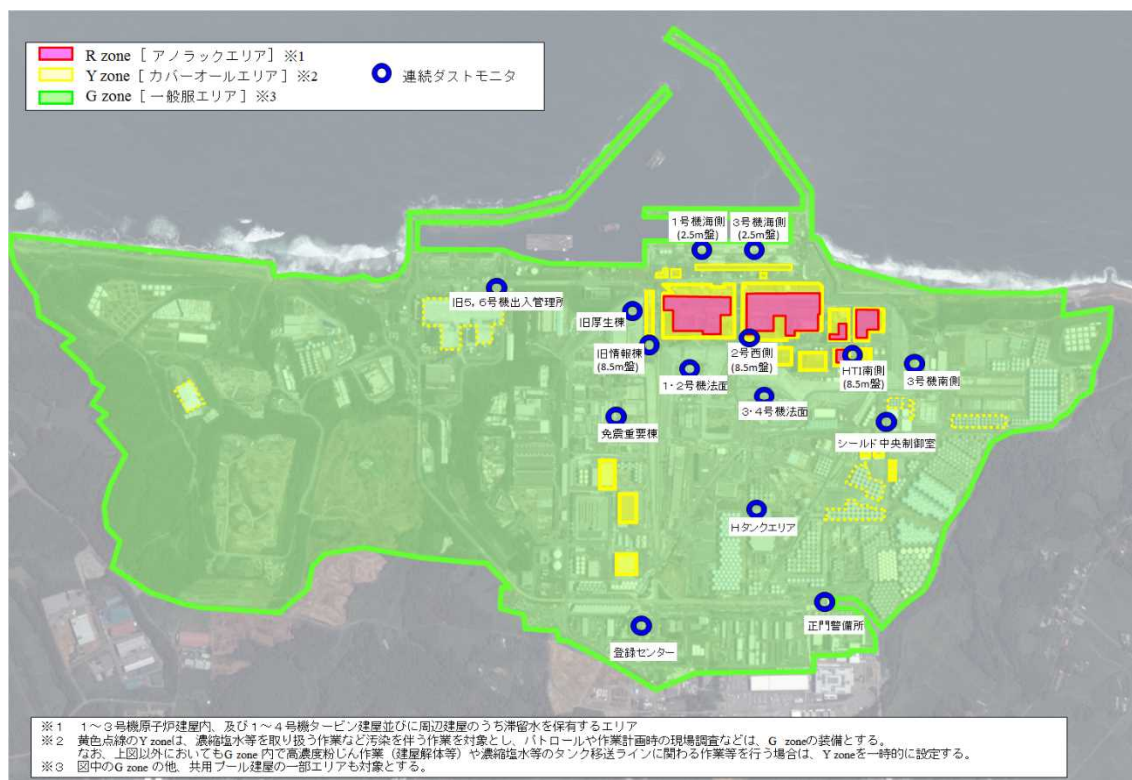 R zone [ アノラックエリア] ※1
Y zone [ カバーオールエリア] ※2
G zone [ 一般服エリア] ※3
連続ダストモニタ
1号機海側
(2.5m盤)
3号機海側
(2.5m盤)
旧5,6号機出入管理所
旧厚生棟
旧情報棟
(8.5m盤)
2号西側
(8.5m盤)
HTI南側
(8.5m盤)
3号機南側
1・2号機法面
3・4号機法面
免震重要棟
シールド中央制御室
Hタンクエリア
正門警備所
登録センター
※1 1~3号機原子炉建屋内、及び1~4号機タービン建屋並びに周辺建屋のうち滞留水を保有するエリア
※2 黄色点線のY zoneは、濃縮塩水等を取り扱う作業など汚染を伴う作業を対象とし、パトロールや作業計画時の現場調査などは、G zoneの装備とする。
なお、上図以外においてもG zone 内で高濃度粉じん作業(建屋解体等)や濃縮塩水等のタンク移送ラインに関わる作業等を行う場合は、Y zoneを一時的に設定する。
※3 図中のG zone の他、共用プール建屋の一部エリアも対象とする。